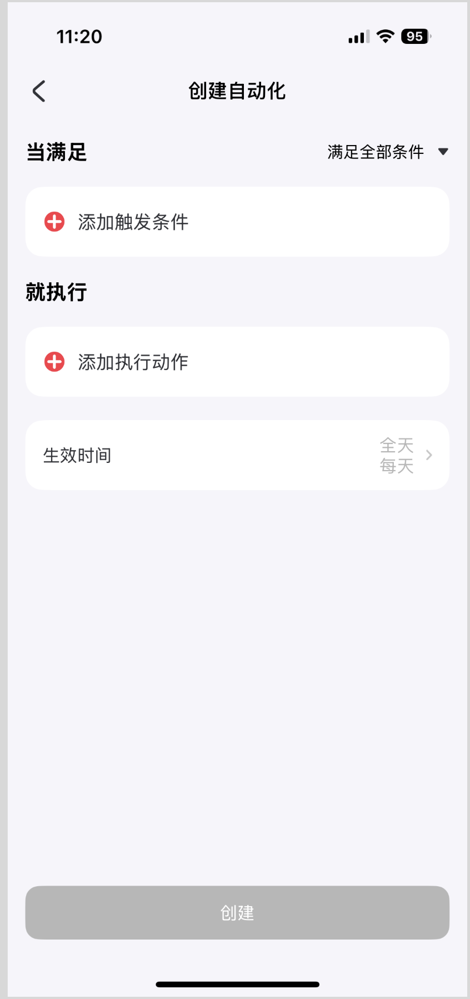 11:20
95
创建自动化
当满足
满足全部条件
添加触发条件
就执行
添加执行动作
生效时间
全天
每天
创建